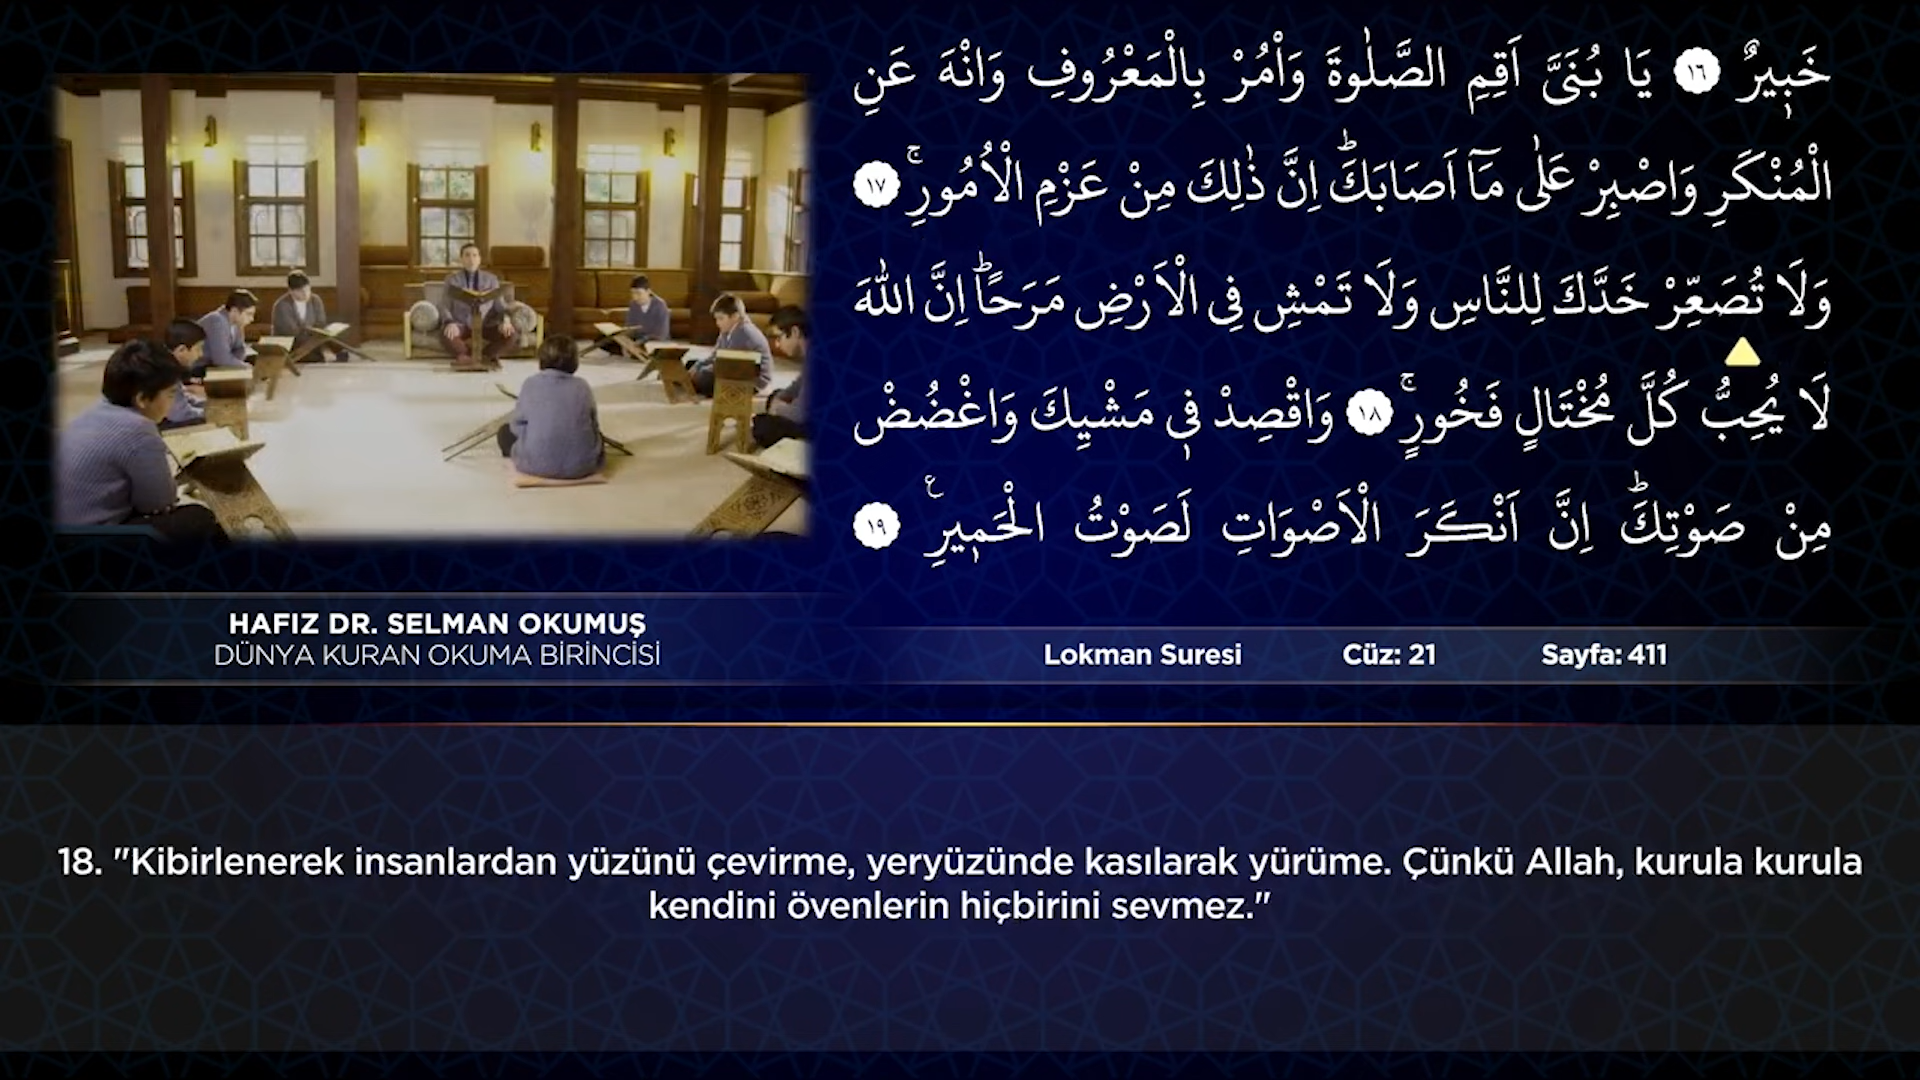 خَب۪يرٌ ١٦ يَا بُنَيَّ اَقِمِ الصَّلٰوةَ وَأْمُرْ بِالْمَعْرُوفِ وَانْهَ عَنِ
الْمُنْكَرِ وَاصْبِرْ عَلٰى مَٓا اَصَابَكَۜ اِنَّ ذٰلِكَ مِنْ عَزْمِ الْاُمُورِۚ ١٧
وَلَا تُصَعِّرْ خَدَّكَ لِلنَّاسِ وَلَا تَمْشِ فِي الْاَرْضِ مَرَحًاۜ اِنَّ اللّٰهَ
لَا يُحِبُّ كُلَّ مُخْتَالٍ فَخُورٍۚ ١٨ وَاقْصِدْ ف۪ي مَشْيِكَ وَاغْضُضْ
مِنْ صَوْتِكَۜ اِنَّ اَنْكَرَ الْاَصْوَاتِ لَصَوْتُ الْحَم۪يرِ۟ ١٩
HAFIZ DR. SELMAN OKUMUŞ
DÜNYA KURAN OKUMA BİRİNCİSİ
Lokman Suresi Cüz: 21 Sayfa: 411
18. "Kibirlenerek insanlardan yüzünü çevirme, yeryüzünde kasılarak yürüme. Çünkü Allah, kurula kurula
kendini övenlerin hiçbirini sevmez."